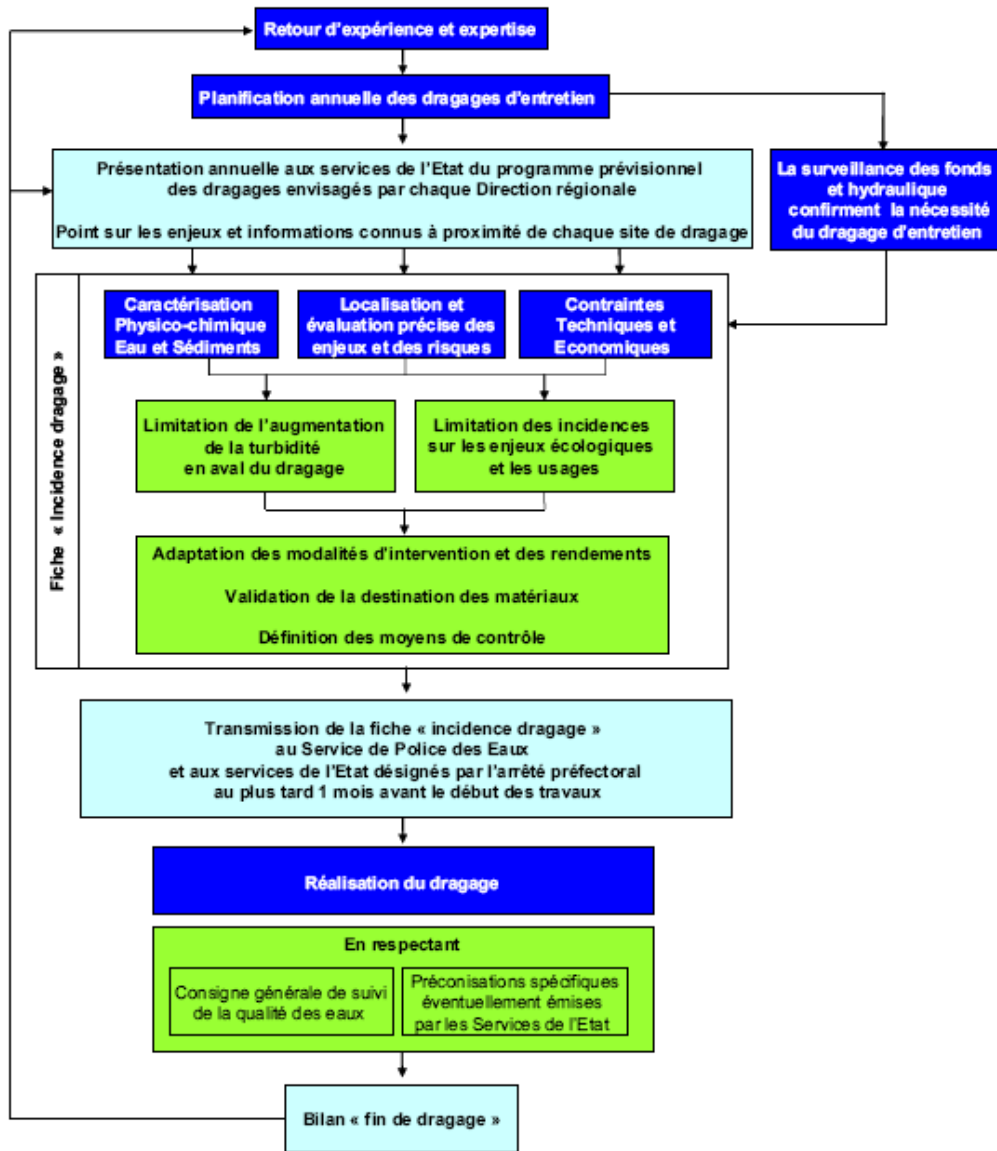 Retour d'expérience et expertise
Planification annuelle des dragages d'entretien
Présentation annuelle aux services de l'Etat du programme prévisionnel
des dragages envisagés par chaque Direction régionale
Point sur les enjeux et informations connus à proximité de chaque site de dragage
La surveillance des fonds
et hydraulique
confirment la nécéssité
du dragage d'entretien
Fiche « Incidence dragage »
Caractérisation
Physico-chimique
Eau et Sédiments
Localisation et
évaluation précise des
enjeux et des risques
Contraintes
Techniques et
Economiques
Limitation de l'augmentation
de la turbidité
en aval du dragage
Limitation des incidences
sur les enjeux écologiques
et les usages
Adaptation des modalités d'intervention et des rendements
Validation de la destination des matériaux
Définition des moyens de contrôle
Transmission de la fiche « incidence dragage »
au Service de Police des Eaux
et aux services de l'Etat désignés par l'arrêté préfectoral
au plus tard 1 mois avant le début des travaux
Réalisation du dragage
En respectant
Consigne générale de suivi
de la qualité des eaux
Préconisations spécifiques
éventuellement émises
par les Services de l'Etat
Bilan « fin de dragage »